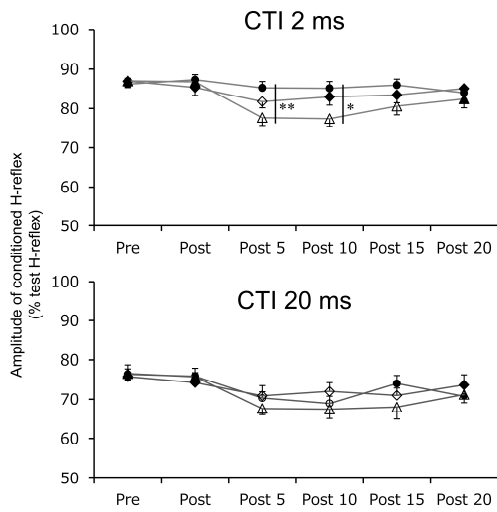 CTI 2 ms
100
90
80
70
60
50
**
*
Pre Post Post 5 Post 10 Post 15 Post 20
Amplitude of conditioned H-reflex
(% test H-reflex)
CTI 20 ms
100
90
80
70
60
50
Pre Post Post 5 Post 10 Post 15 Post 20